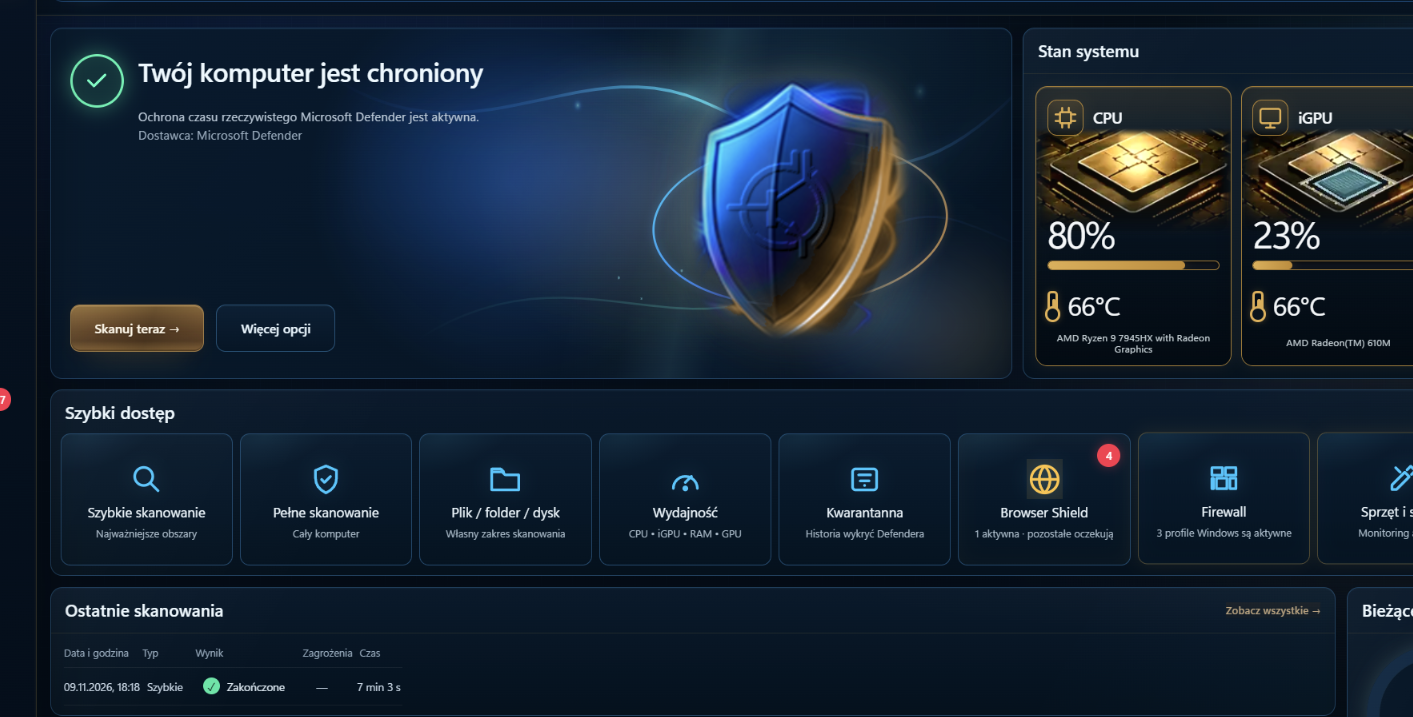 Twój komputer jest chroniony
Ochrona czasu rzeczywistego Microsoft Defender jest aktywna.
Dostawca: Microsoft Defender
Skanuj teraz →
Więcej opcji
Stan systemu
CPU
80%
66°C
AMD Ryzen 9 7945HX with Radeon
Graphics
iGPU
23%
66°C
AMD Radeon(TM) 610M
7
Szybki dostęp
Szybkie skanowanie
Najważniejsze obszary
Pełne skanowanie
Cały komputer
Plik / folder / dysk
Własny zakres skanowania
Wydajność
CPU • iGPU • RAM • GPU
Kwarantanna
Historia wykryć Defendera
4
Browser Shield
1 aktywna · pozostałe oczekują
Firewall
3 profile Windows są aktywne
Sprzęt i s
Monitoring
Ostatnie skanowania
Zobacz wszystkie →
Data i godzina Typ Wynik Zagrożenia Czas
09.11.2026, 18:18 Szybkie Zakończone — 7 min 3 s
Bieżąc